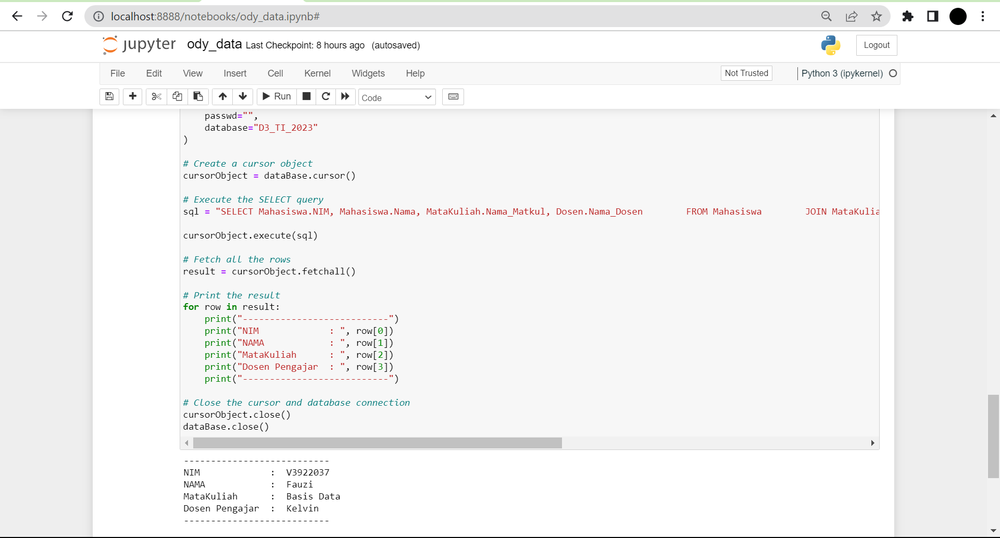 localhost:8888/notebooks/ody_data.ipynb#
jupyter ody_data Last Checkpoint: 8 hours ago (autosaved) Logout
File Edit View Insert Cell Kernel Widgets Help Not Trusted Python 3 (ipykernel)
Run Code
    passwd="",
    database="D3_TI_2023"
)
# Create a cursor object
cursorObject = dataBase.cursor()
# Execute the SELECT query
sql = "SELECT Mahasiswa.NIM, Mahasiswa.Nama, MataKuliah.Nama_Matkul, Dosen.Nama_Dosen        FROM Mahasiswa        JOIN MataKulia
cursorObject.execute(sql)
# Fetch all the rows
result = cursorObject.fetchall()
# Print the result
for row in result:
    print("---------------------------")
    print("NIM             : ", row[0])
    print("NAMA            : ", row[1])
    print("MataKuliah      : ", row[2])
    print("Dosen Pengajar  : ", row[3])
    print("---------------------------")
# Close the cursor and database connection
cursorObject.close()
dataBase.close()
---------------------------
NIM             :  V3922037
NAMA            :  Fauzi
MataKuliah      :  Basis Data
Dosen Pengajar  :  Kelvin
---------------------------